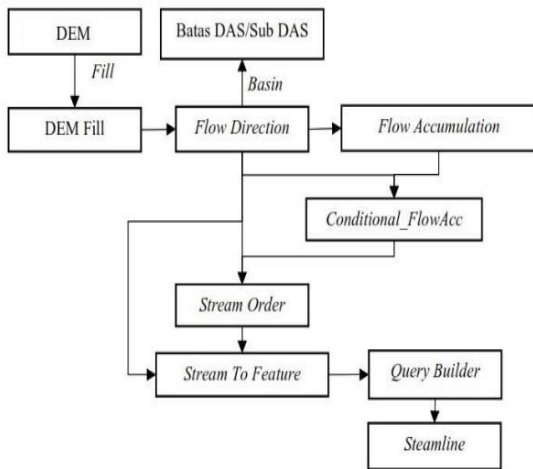 DEM
Batas DAS/Sub DAS
Fill
Basin
DEM Fill
Flow Direction
Flow Accumulation
Conditional_FlowAcc
Stream Order
Stream To Feature
Query Builder
Steamline